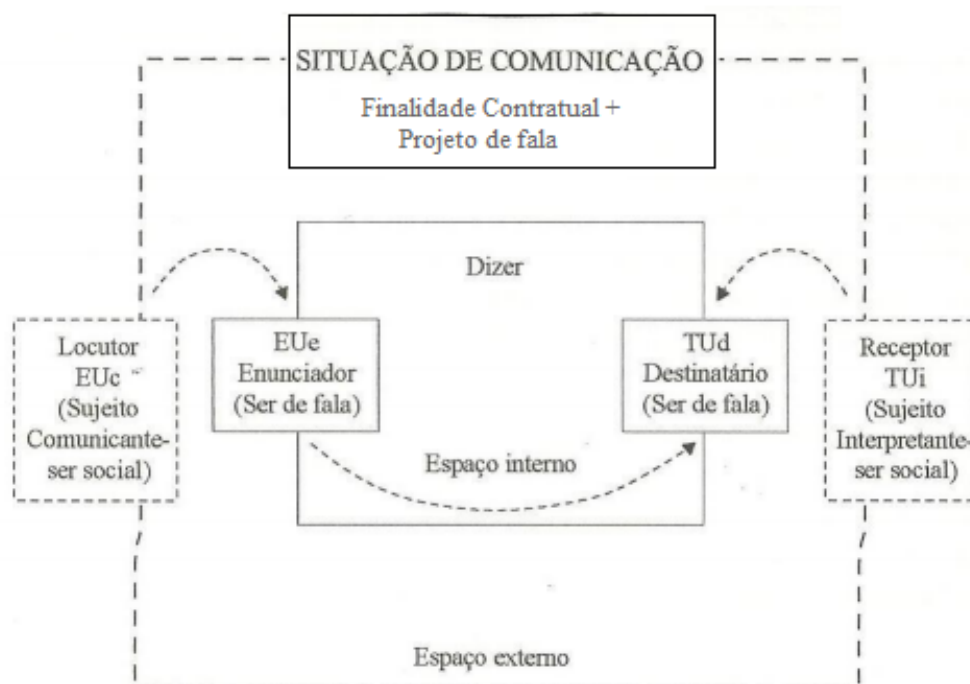 SITUAÇÃO DE COMUNICAÇÃO
Finalidade Contratual +
Projeto de fala
Dizer
Locutor
EUc
(Sujeito
Comunicante-
ser social)
EUe
Enunciador
(Ser de fala)
TUd
Destinatário
(Ser de fala)
Receptor
TUi
(Sujeito
Interpretante-
ser social)
Espaço interno
Espaço externo